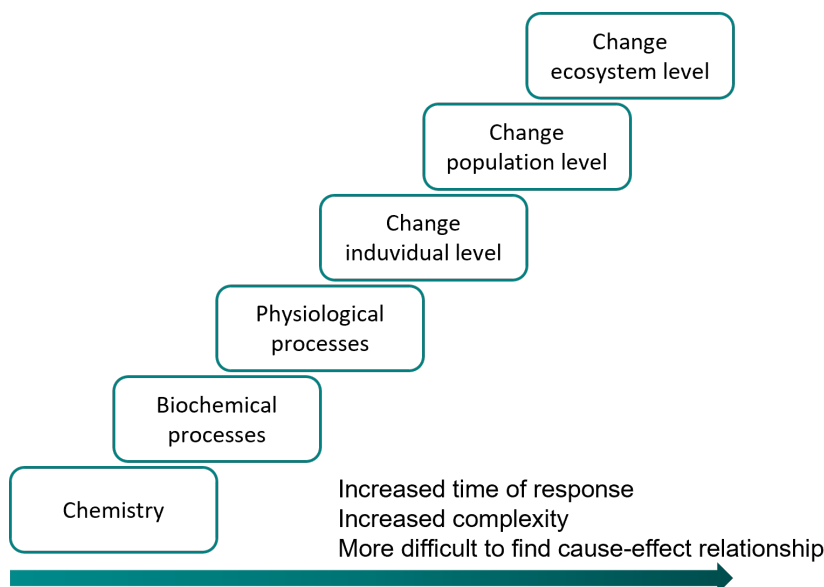 Change
ecosystem level
Change
population level
Change
induvidual level
Physiological
processes
Biochemical
processes
Chemistry
Increased time of response
Increased complexity
More difficult to find cause-effect relationship